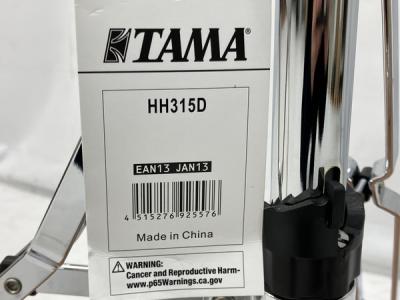 TAMA
HH315D
EAN13 JAN13
4 515276 925576
Made in China
WARNING:
Cancer and Reproductive Harm-
www.p65Warnings.ca.gov